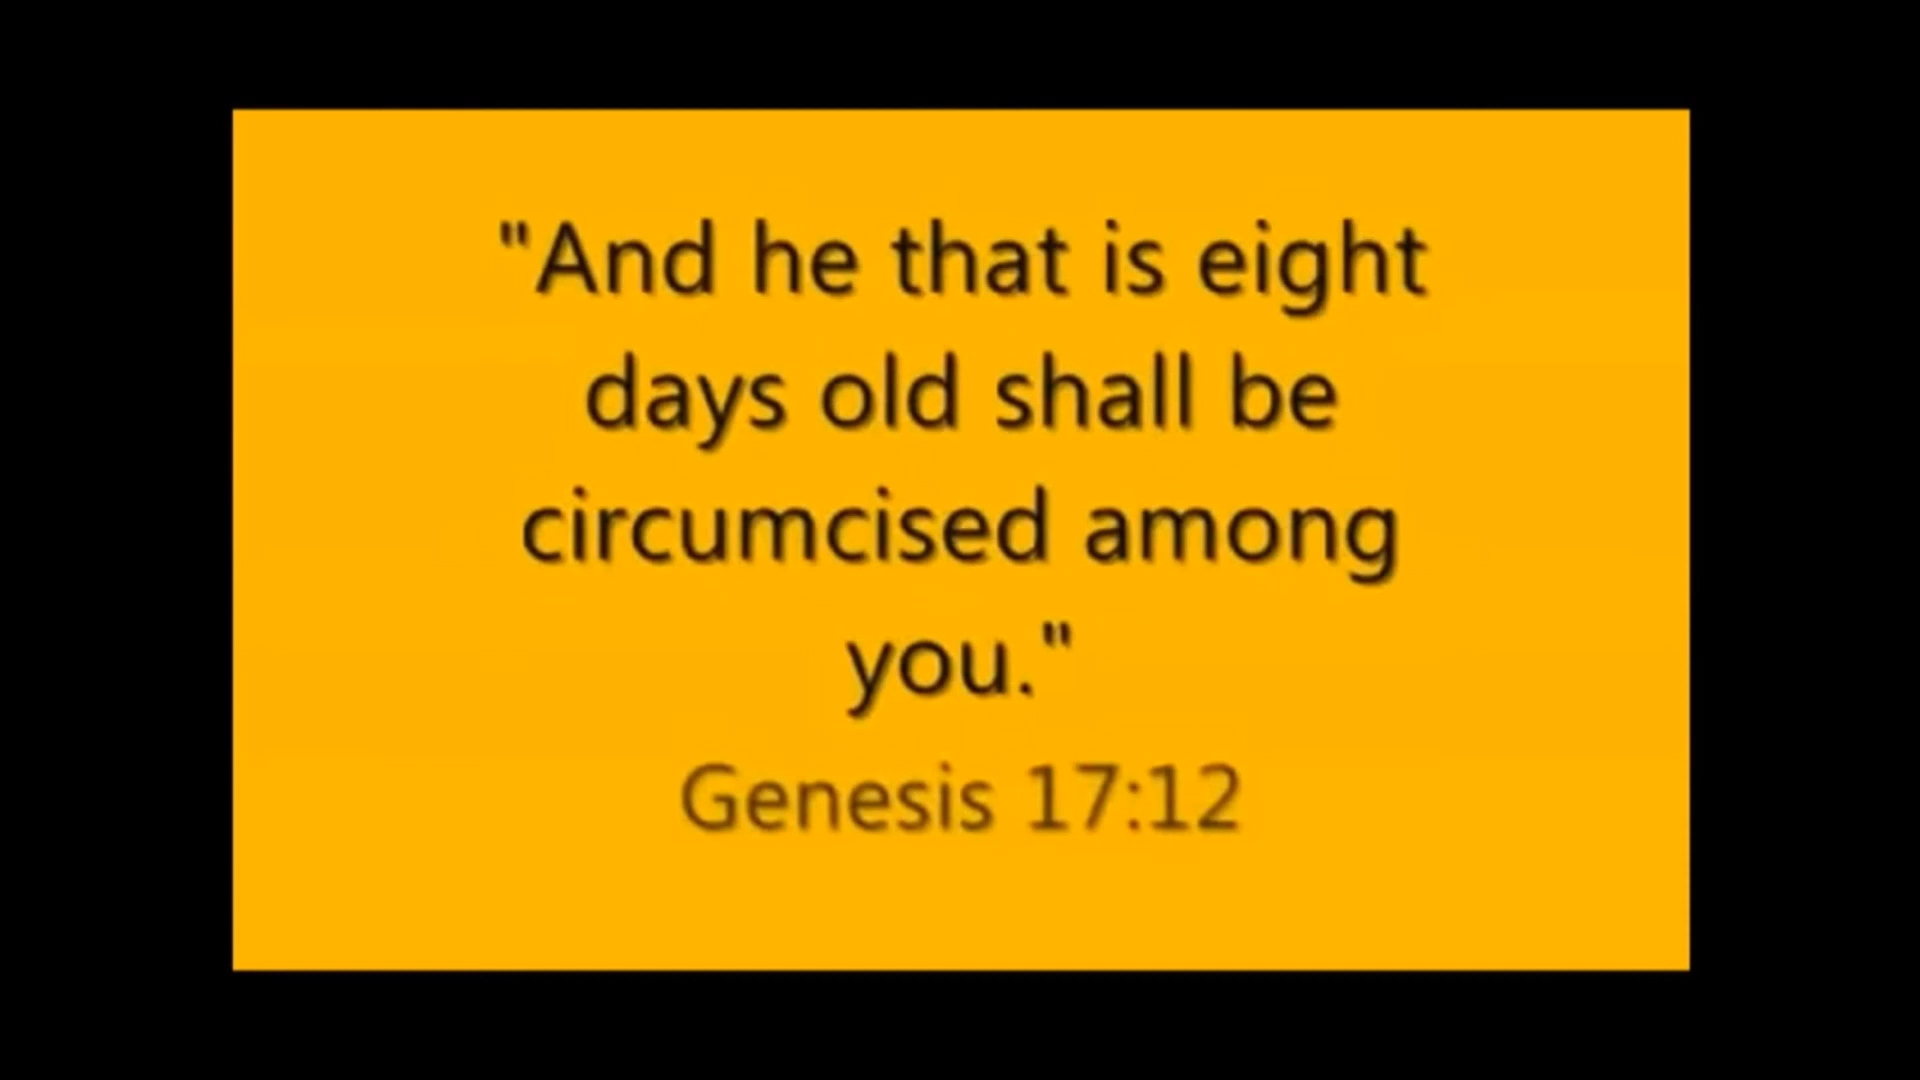 "And he that is eight
days old shall be
circumcised among
you."
Genesis 17:12